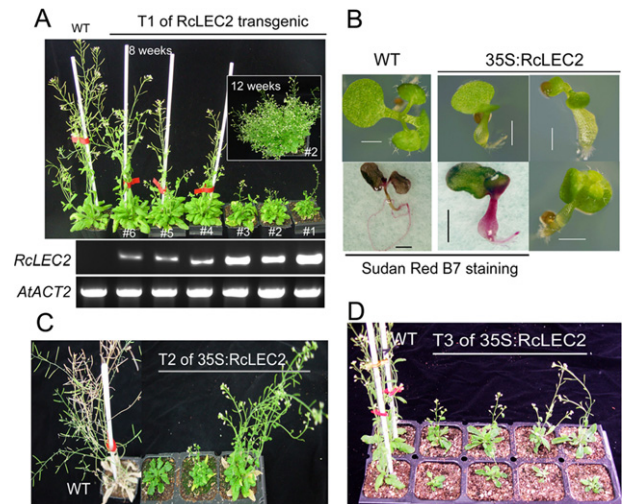 A
WT
T1 of RcLEC2 transgenic
8 weeks
12 weeks
#2
#6
#5
#4
#3
#2
#1
RcLEC2
AtACT2
B
WT
35S:RcLEC2
Sudan Red B7 staining
C
T2 of 35S:RcLEC2
WT
D
WT
T3 of 35S:RcLEC2